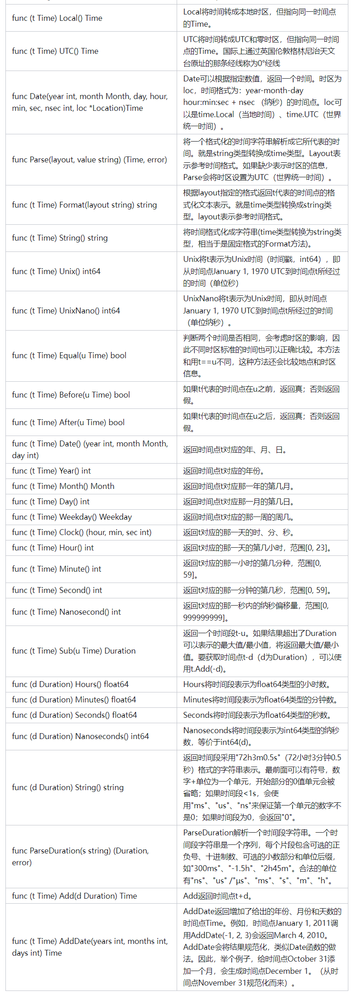 func (t Time) Local() Time
Local将时间转成本地时区，但指向同一时间点
的Time。
func (t Time) UTC() Time
UTC将时间转成UTC和零时区，但指向同一时间
点的Time。国际上通过英国伦敦格林尼治天文
台原址的那条经线称为0°经线
func Date(year int, month Month, day, hour,
min, sec, nsec int, loc *Location)Time
Date可以根据指定数值，返回一个时间。时区为
loc，时间格式为：year-month-day
hour:min:sec + nsec （纳秒）的时间点。loc可
以是time.Local（当地时间）、time.UTC（世界
统一时间）。
func Parse(layout, value string) (Time, error)
将一个格式化的时间字符串解析成它所代表的时
间。就是string类型转换成time类型。Layout表
示参考时间格式。如果缺少表示时区的信息，
Parse会将时区设置为UTC（世界统一时间）。
func (t Time) Format(layout string) string
根据layout指定的格式返回t代表的时间点的格
式化文本表示。就是time类型转换成string类
型。layout表示参考时间格式。
func (t Time) String() string
将时间格式化成字符串(time类型转换为string类
型，相当于是固定格式的Format方法)。
func (t Time) Unix() int64
Unix将t表示为Unix时间（时间戳，int64），即
从时间点January 1, 1970 UTC到时间点t所经过
的时间（单位秒）
func (t Time) UnixNano() int64
UnixNano将t表示为Unix时间，即从时间点
January 1, 1970 UTC到时间点t所经过的时间
（单位纳秒）。
func (t Time) Equal(u Time) bool
判断两个时间是否相同，会考虑时区的影响，因
此不同时区标准的时间也可以正确比较。本方法
和用t==u不同，这种方法还会比较地点和时区
信息。
func (t Time) Before(u Time) bool
如果t代表的时间点在u之前，返回真；否则返回
假。
func (t Time) After(u Time) bool
如果t代表的时间点在u之后，返回真；否则返回
假。
func (t Time) Date() (year int, month Month,
day int)
返回时间点t对应的年、月、日。
func (t Time) Year() int
返回时间点t对应的年份。
func (t Time) Month() Month
返回时间点t对应那一年的第几月。
func (t Time) Day() int
返回时间点t对应那一月的第几日。
func (t Time) Weekday() Weekday
返回时间点t对应的那一周的周几。
func (t Time) Clock() (hour, min, sec int)
返回t对应的那一天的时、分、秒。
func (t Time) Hour() int
返回t对应的那一天的第几小时，范围[0, 23]。
func (t Time) Minute() int
返回t对应的那一小时的第几分种，范围[0,
59]。
func (t Time) Second() int
返回t对应的那一分钟的第几秒，范围[0, 59]。
func (t Time) Nanosecond() int
返回t对应的那一秒内的纳秒偏移量，范围[0,
999999999]。
func (t Time) Sub(u Time) Duration
返回一个时间段t-u。如果结果超出了Duration
可以表示的最大值/最小值，将返回最大值/最小
值。要获取时间点t-d（d为Duration），可以使
用t.Add(-d)。
func (d Duration) Hours() float64
Hours将时间段表示为float64类型的小时数。
func (d Duration) Minutes() float64
Minutes将时间段表示为float64类型的分钟数。
func (d Duration) Seconds() float64
Seconds将时间段表示为float64类型的秒数。
func (d Duration) Nanoseconds() int64
Nanoseconds将时间段表示为int64类型的纳秒
数，等价于int64(d)。
func (d Duration) String() string
返回时间段采用"72h3m0.5s"（72小时3分钟0.5
秒）格式的字符串表示。最前面可以有符号，数
字+单位为一个单元，开始部分的0值单元会被
省略；如果时间段<1s，会使
用"ms"、"us"、"ns"来保证第一个单元的数字不
是0；如果时间段为0，会返回"0"。
func ParseDuration(s string) (Duration,
error)
ParseDuration解析一个时间段字符串。一个时
间段字符串是一个序列，每个片段包含可选的正
负号、十进制数、可选的小数部分和单位后缀，
如"300ms"、"-1.5h"、"2h45m"。合法的单位
有"ns"、"us" /"µs"、"ms"、"s"、"m"、"h"。
func (t Time) Add(d Duration) Time
Add返回时间点t+d。
func (t Time) AddDate(years int, months int,
days int) Time
AddDate返回增加了给出的年份、月份和天数的
时间点Time。例如，时间点January 1, 2011调
用AddDate(-1, 2, 3)会返回March 4, 2010。
AddDate会将结果规范化，类似Date函数的做
法。因此，举个例子，给时间点October 31添
加一个月，会生成时间点December 1。（从时
间点November 31规范化而来）。